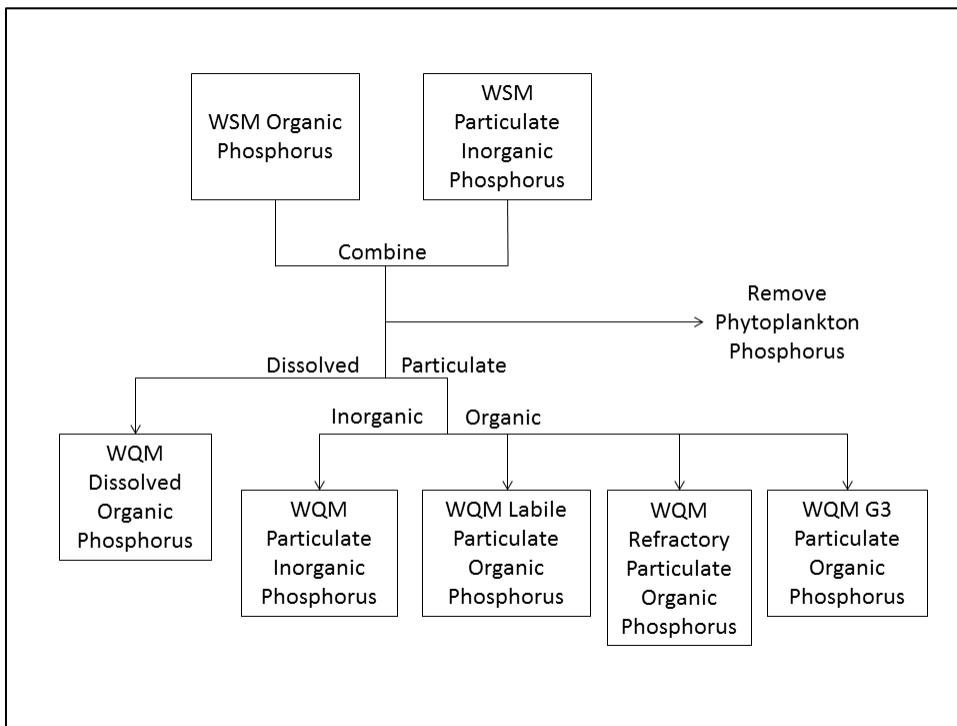 WSM Organic
Phosphorus
WSM
Particulate
Inorganic
Phosphorus
Combine
Remove
Phytoplankton
Phosphorus
Dissolved
Particulate
Inorganic
Organic
WQM
Dissolved
Organic
Phosphorus
WQM
Particulate
Inorganic
Phosphorus
WQM Labile
Particulate
Organic
Phosphorus
WQM
Refractory
Particulate
Organic
Phosphorus
WQM G3
Particulate
Organic
Phosphorus